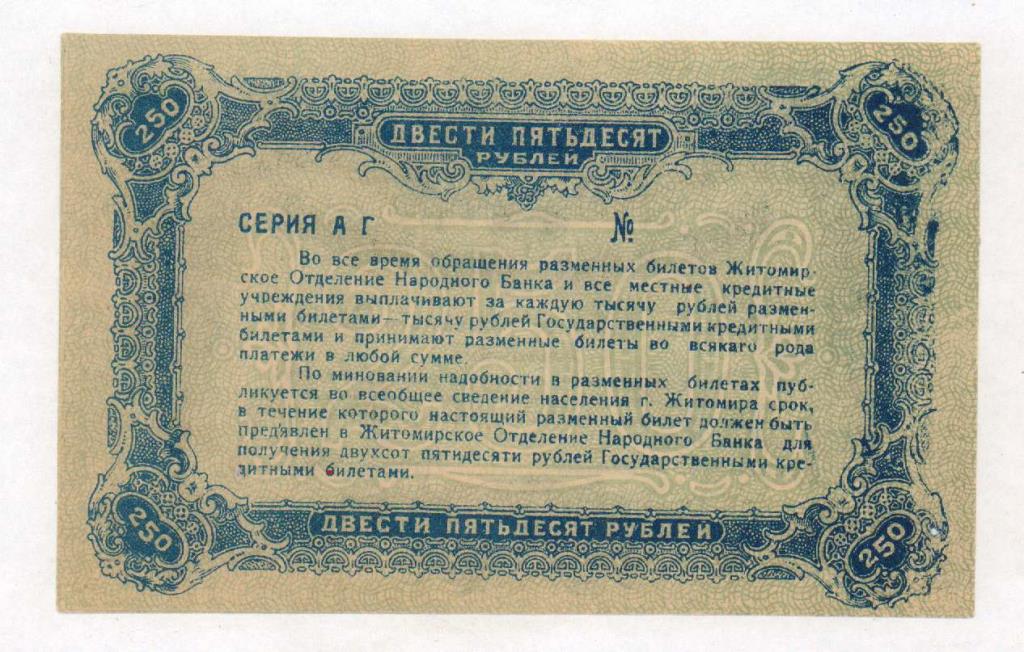 250
250
ДВЕСТИ ПЯТЬДЕСЯТ
РУБЛЕЙ
СЕРИЯ А Г №
Во все время обращения разменных билетов Житомир-
ское Отделение Народного Банка и все местные кредитные
учреждения выплачивают за каждую тысячу рублей размен-
ными билетами—тысячу рублей Государственными кредитными
билетами и принимают разменные билеты во всякаго рода
платежи в любой сумме.
По миновании надобности в разменных билетах пуб-
ликуется во всеобщее сведение населения г. Житомира срок,
в течение которого настоящий разменный билет должен быть
предявлен в Житомирское Отделение Народного Банка для
получения двухсот пятидесяти рублей Государственными кре-
дитными билетами.
250
ДВЕСТИ ПЯТЬДЕСЯТ РУБЛЕЙ
250